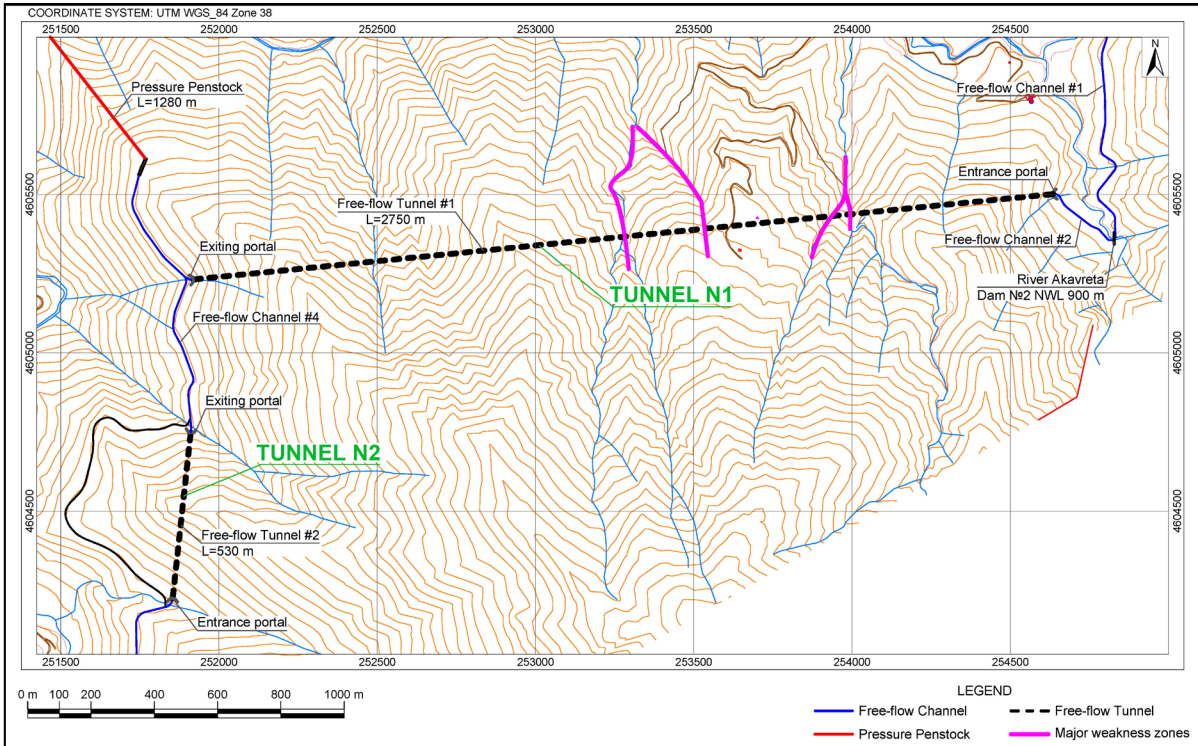 COORDINATE SYSTEM: UTM WGS_84 Zone 38
251500 252000 252500 253000 253500 254000 254500
N
Pressure Penstock
L=1280 m
Free-flow Channel #1
4605500
4605500
Entrance portal
Free-flow Tunnel #1
L=2750 m
Exiting portal
Free-flow Channel #2
River Akavreta
Dam №2 NWL 900 m
TUNNEL N1
Free-flow Channel #4
4605000
4605000
Exiting portal
TUNNEL N2
4604500
4604500
Free-flow Tunnel #2
L=530 m
Entrance portal
251500 252000 252500 253000 253500 254000 254500
0 m 100 200 400 600 800 1000 m
LEGEND
Free-flow Channel
Free-flow Tunnel
Pressure Penstock
Major weakness zones